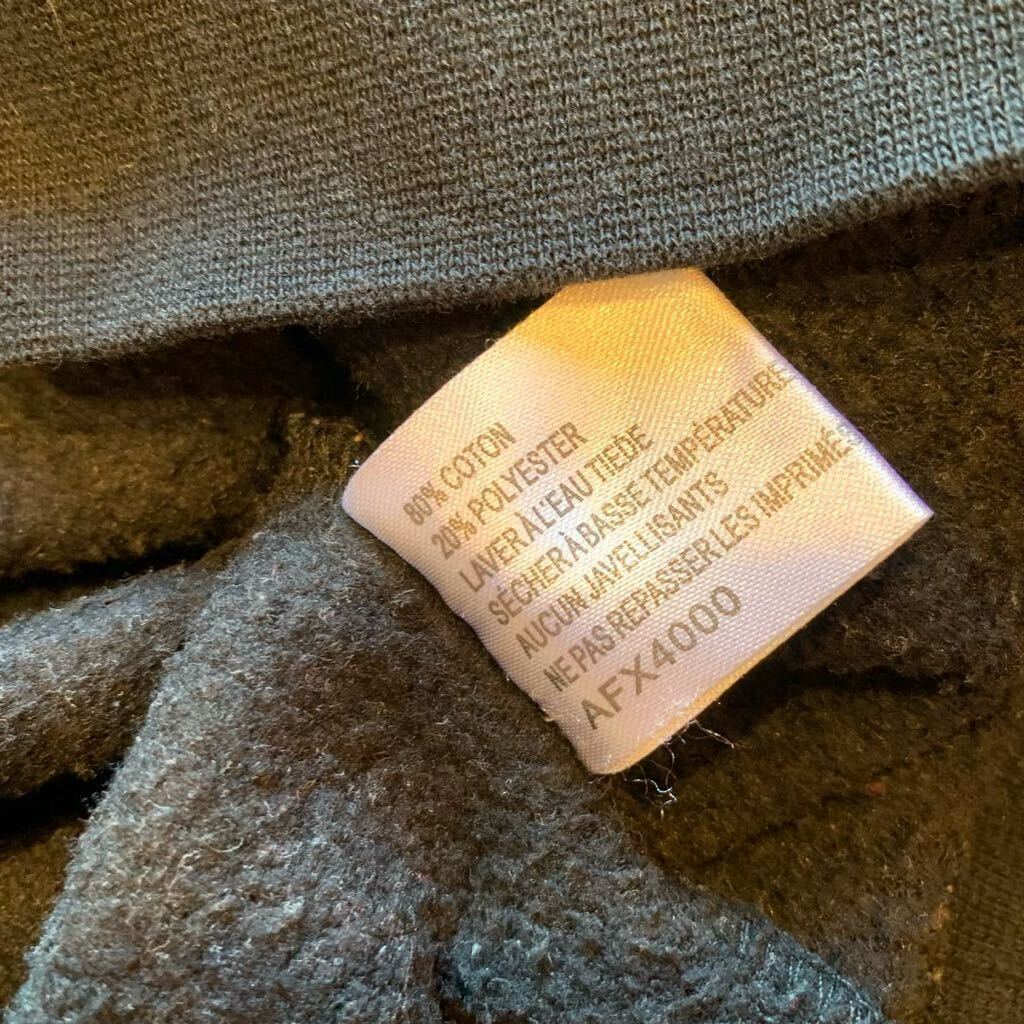 80% COTON
20% POLYESTER
LAVER À L'EAU TIEDE
SÉCHER À BASSE TEMPÉRATURE
AUCUN JAVELLISANTS
NE PAS REPASSER LES IMPRIMÉ
AFX4000